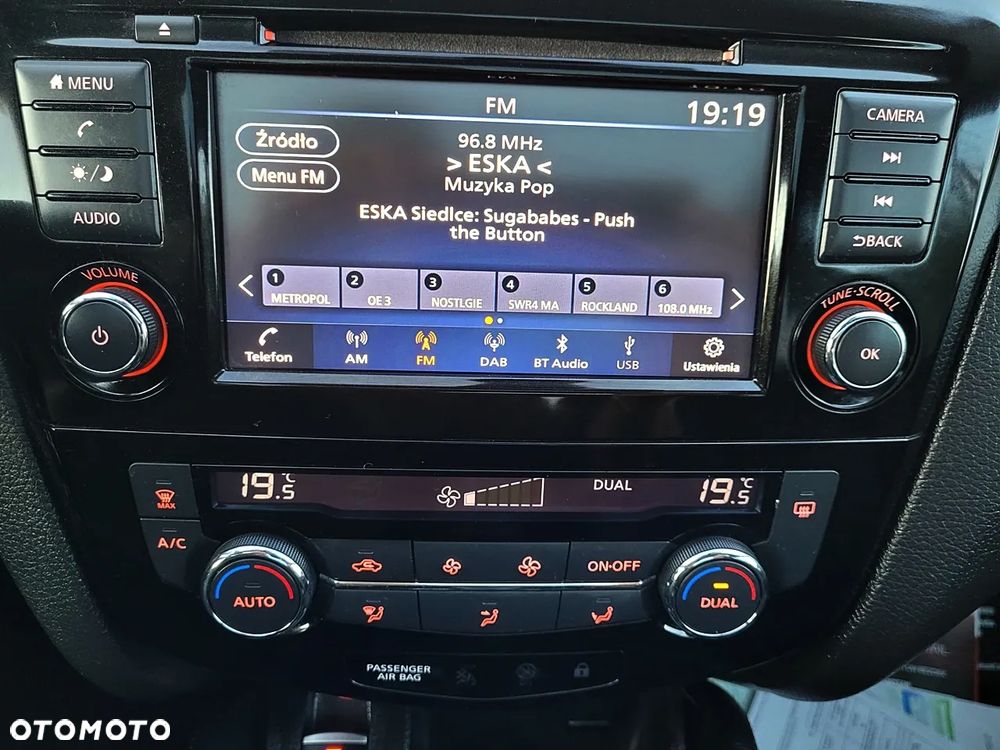 MENU
AUDIO
FM
19:19
Źródło
Menu FM
96.8 MHz
> ESKA <
Muzyka Pop
ESKA Siedlce: Sugababes - Push
the Button
1 METROPOL
2 OE 3
3 NOSTLGIE
4 SWR4 MA
5 ROCKLAND
6 108.0 MHz
Telefon
AM
FM
DAB
BT Audio
USB
Ustawienia
CAMERA
BACK
VOLUME
TUNE·SCROLL
OK
19.5°C
DUAL
19.5°C
MAX
A/C
AUTO
ON·OFF
DUAL
PASSENGER
AIR BAG
OTOMOTO